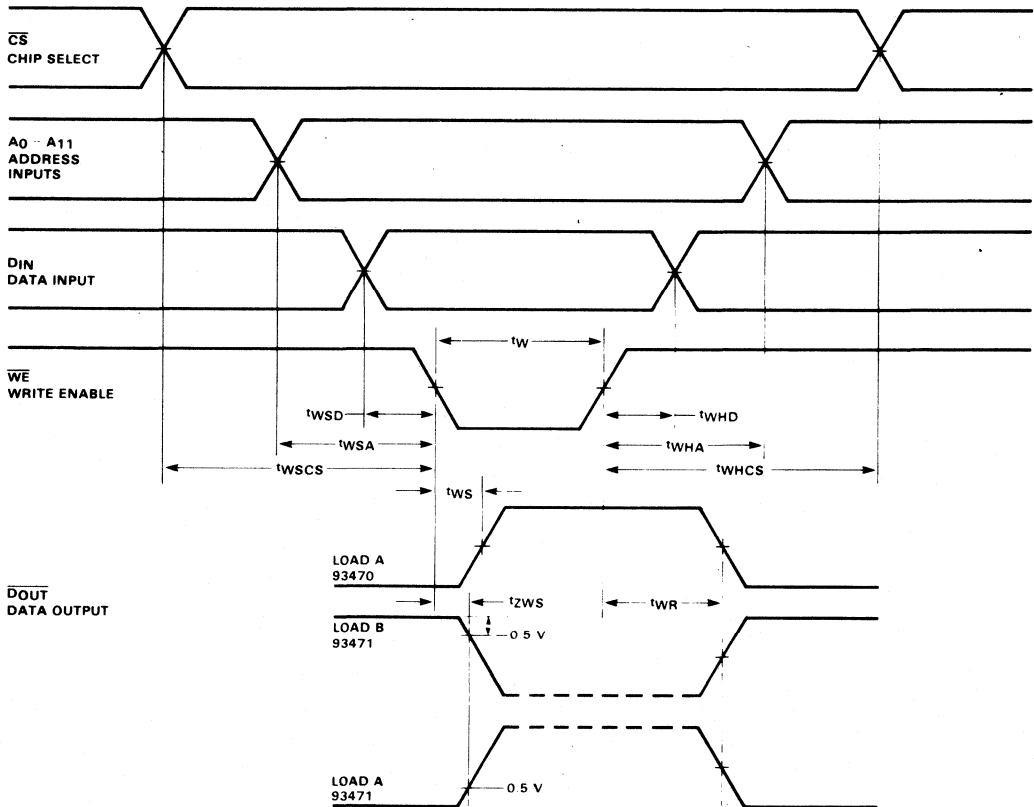 CS
CHIP SELECT
A0 - A11
ADDRESS
INPUTS
DIN
DATA INPUT
tW
WE
WRITE ENABLE
tWSD
tWHD
tWSA
tWHA
tWSCS
tWHCS
tWS
LOAD A
93470
DOUT
DATA OUTPUT
tZWS
tWR
LOAD B
93471
0.5 V
LOAD A
93471
0.5 V